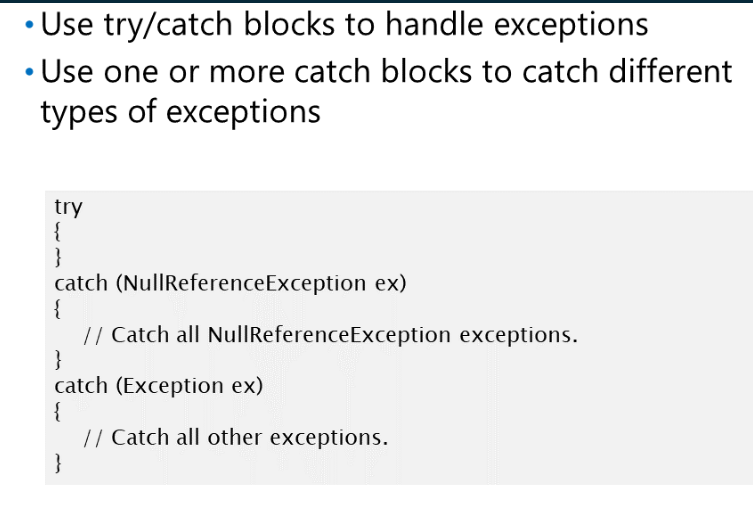 • Use try/catch blocks to handle exceptions
• Use one or more catch blocks to catch different
types of exceptions
try
{
}
catch (NullReferenceException ex)
{
// Catch all NullReferenceException exceptions.
}
catch (Exception ex)
{
// Catch all other exceptions.
}